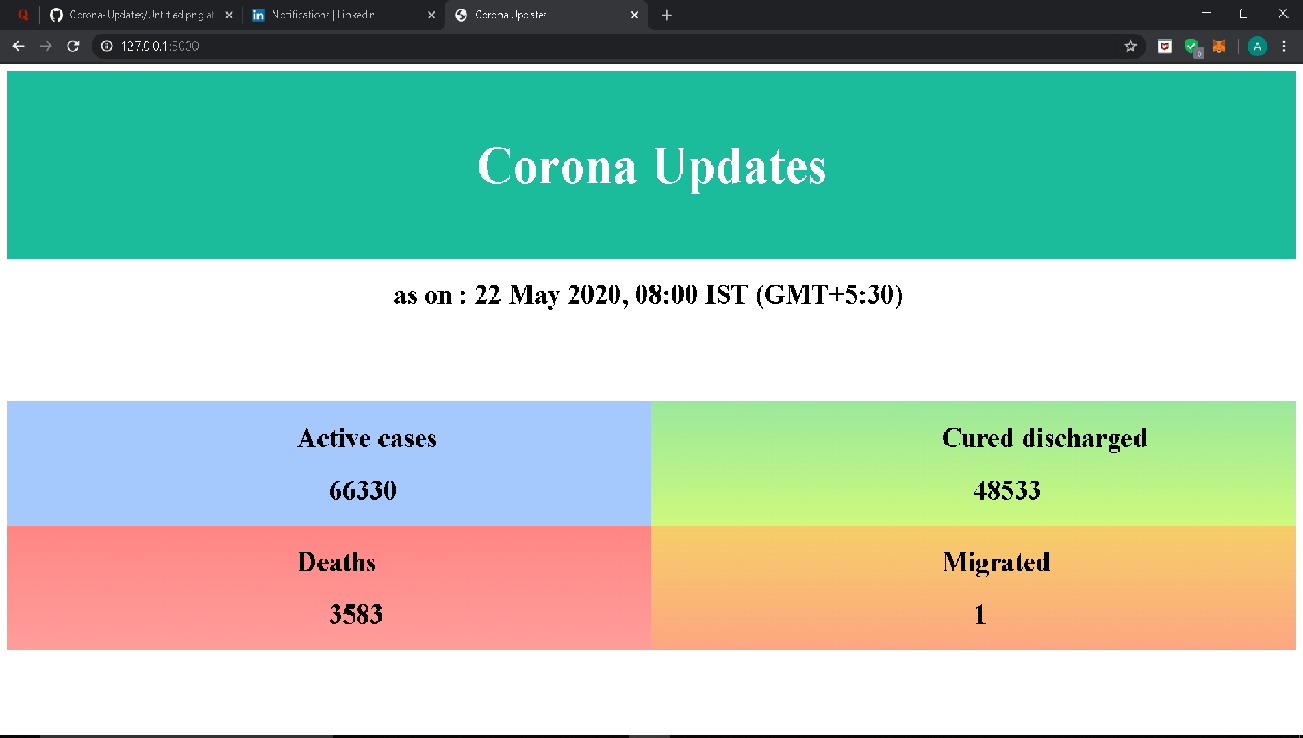 Corona-Updates/Untitled.png at
Notifications | LinkedIn
Corona Updates
127.0.0.1:5000
A
Corona Updates
as on : 22 May 2020, 08:00 IST (GMT+5:30)
Active cases
Cured discharged
66330
48533
Deaths
Migrated
3583
1